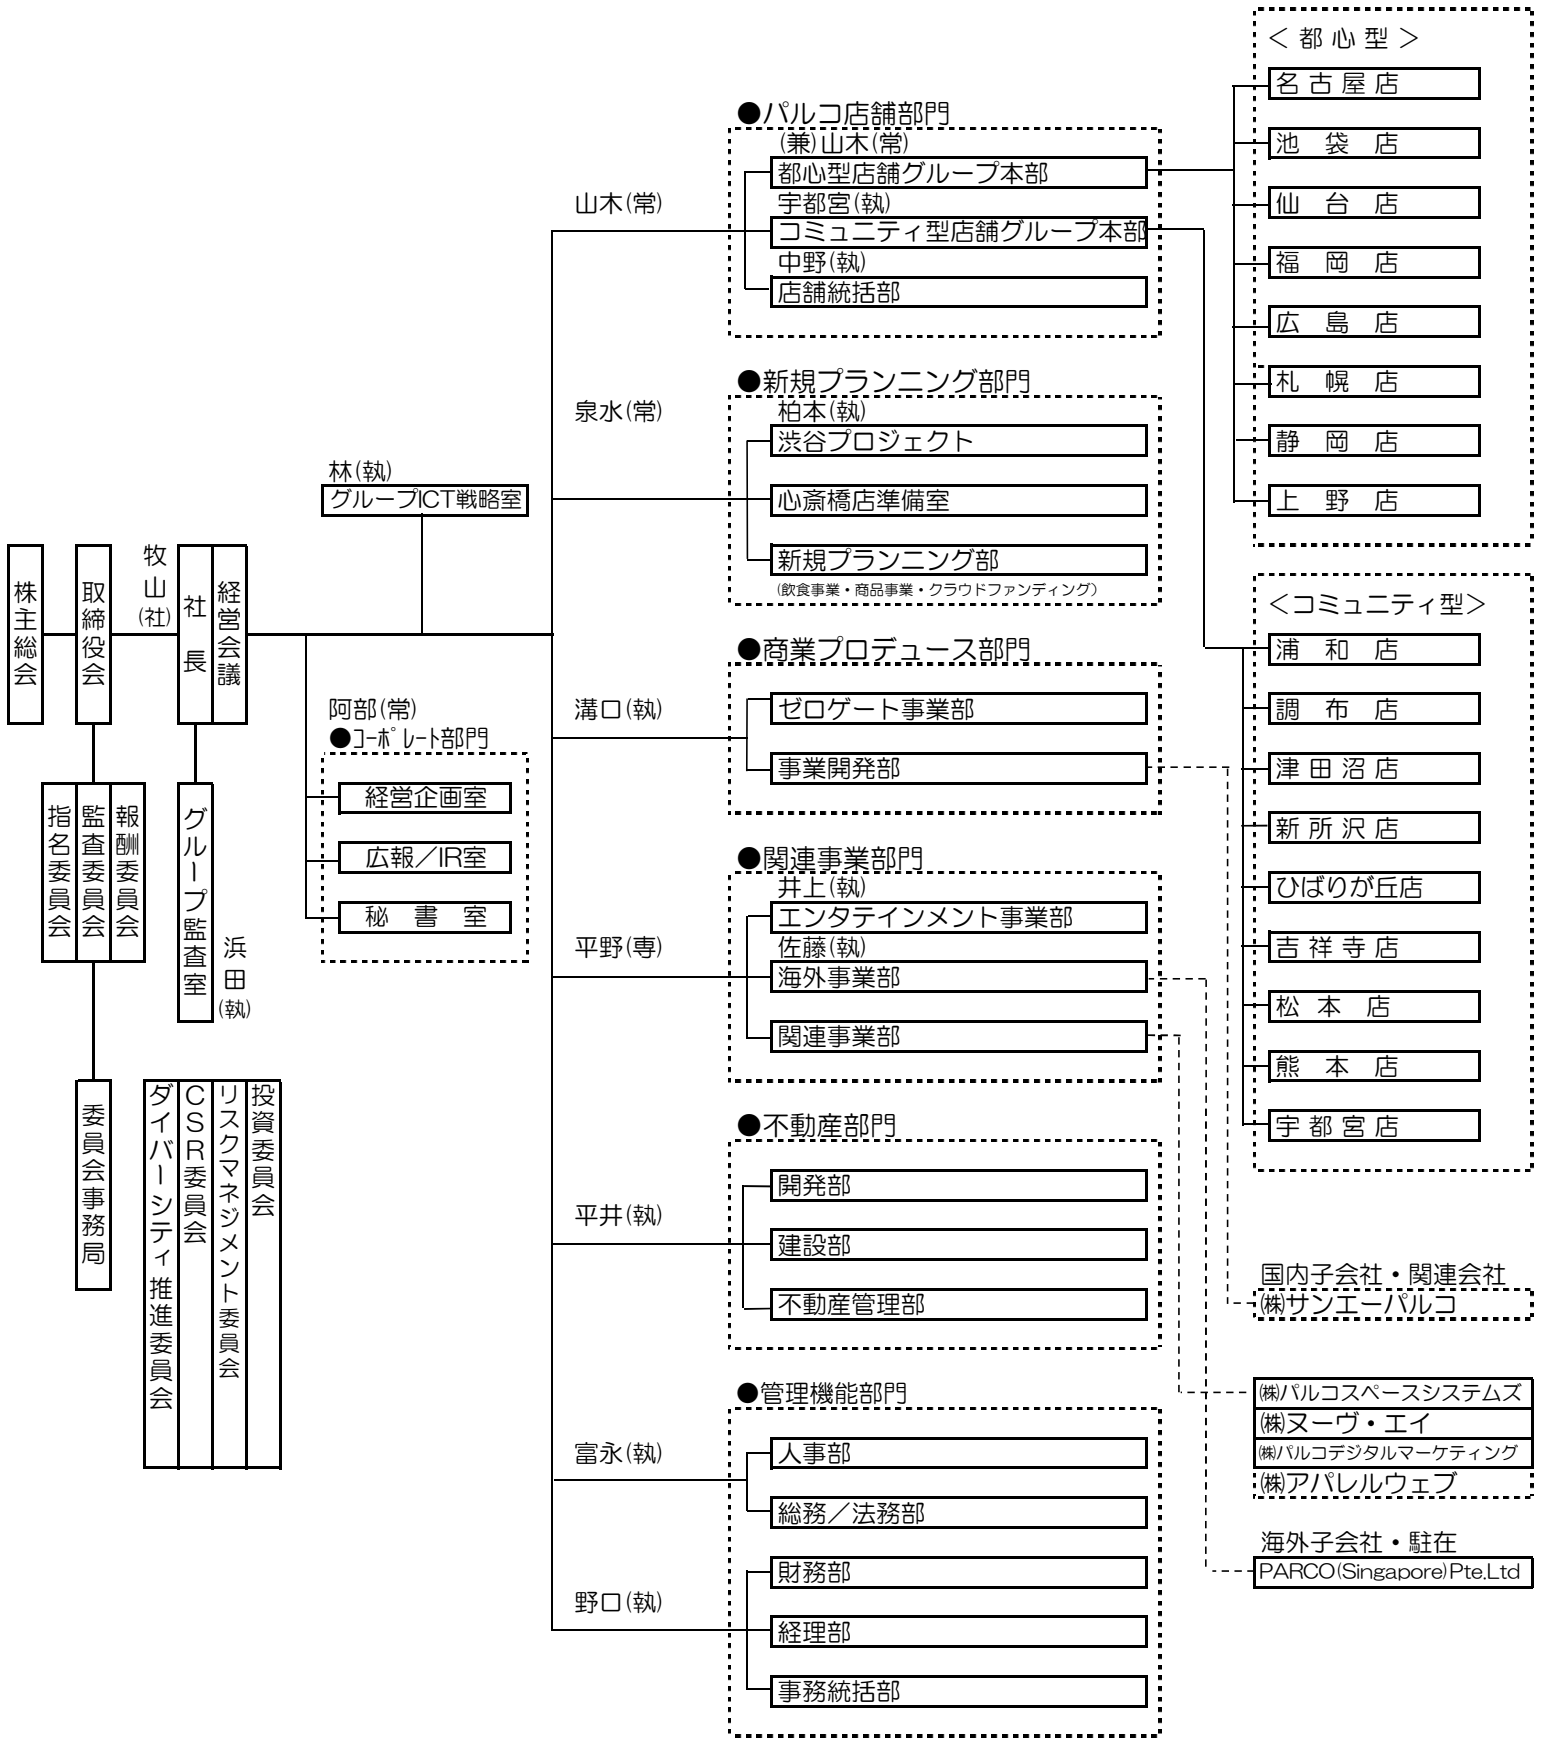 株主総会
取締役会
牧山(社)
社長
経営会議
指名委員会
監査委員会
報酬委員会
グループ監査室
浜田(執)
委員会事務局
ダイバーシティ推進委員会
CSR委員会
リスクマネジメント委員会
投資委員会
林(執)
グループICT戦略室
阿部(常)
●コーポレート部門
経営企画室
広報／IR室
秘書室
山木(常)
●パルコ店舗部門
(兼)山木(常)
都心型店舗グループ本部
宇都宮(執)
コミュニティ型店舗グループ本部
中野(執)
店舗統括部
泉水(常)
●新規プランニング部門
柏本(執)
渋谷プロジェクト
心斎橋店準備室
新規プランニング部
(飲食事業・商品事業・クラウドファンディング)
溝口(執)
●商業プロデュース部門
ゼロゲート事業部
事業開発部
平野(専)
●関連事業部門
井上(執)
エンタテインメント事業部
佐藤(執)
海外事業部
関連事業部
平井(執)
●不動産部門
開発部
建設部
不動産管理部
●管理機能部門
富永(執)
人事部
総務／法務部
野口(執)
財務部
経理部
事務統括部
＜都心型＞
名古屋店
池袋店
仙台店
福岡店
広島店
札幌店
静岡店
上野店
＜コミュニティ型＞
浦和店
調布店
津田沼店
新所沢店
ひばりが丘店
吉祥寺店
松本店
熊本店
宇都宮店
国内子会社・関連会社
㈱サンエーパルコ
㈱パルコスペースシステムズ
㈱ヌーヴ・エイ
㈱パルコデジタルマーケティング
㈱アパレルウェブ
海外子会社・駐在
PARCO(Singapore)Pte.Ltd